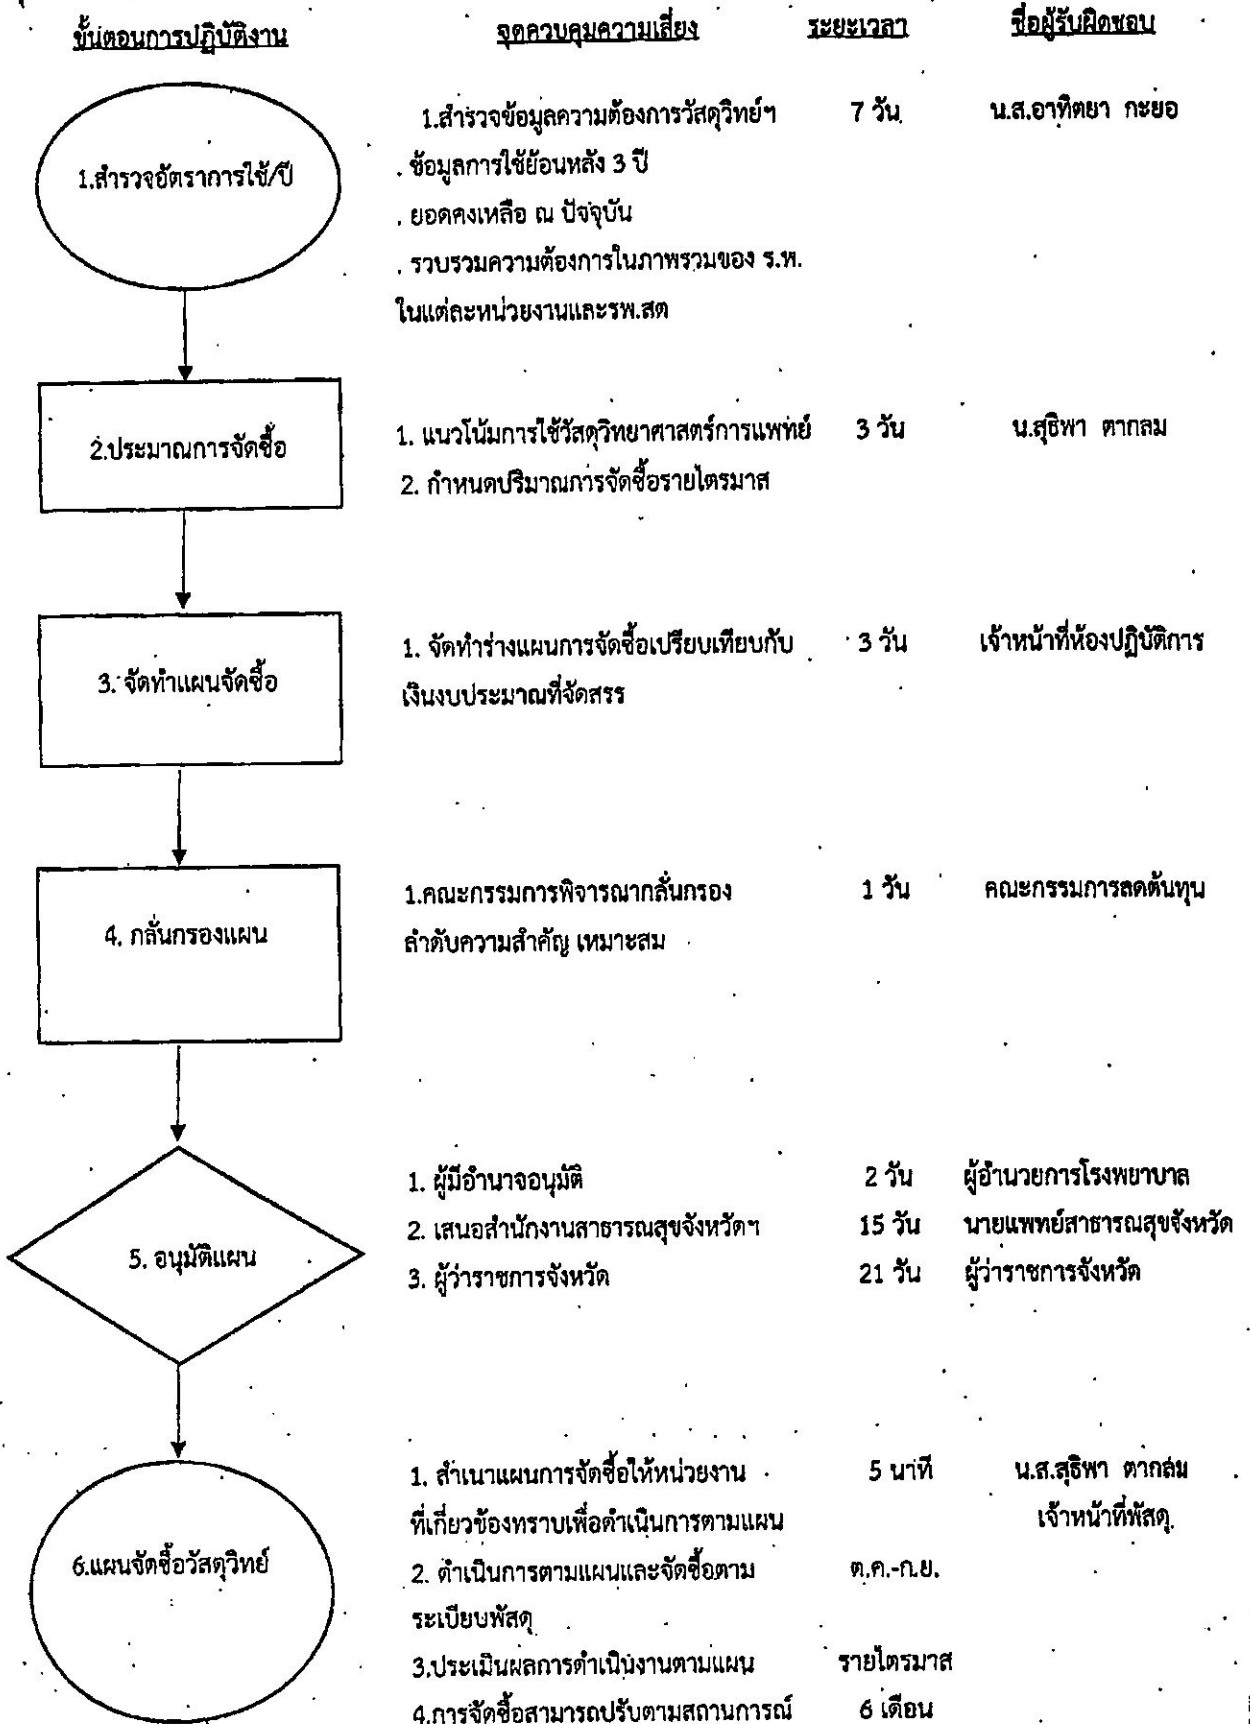 ขั้นตอนการปฏิบัติงาน จุดควบคุมความเสี่ยง ระยะเวลา ชื่อผู้รับผิดชอบ
1.สำรวจอัตราการใช้/ปี
1.สำรวจข้อมูลความต้องการวัสดุวิทย์ฯ 7 วัน น.ส.อาทิตยา กะยอ
. ข้อมูลการใช้ย้อนหลัง 3 ปี
. ยอดคงเหลือ ณ ปัจจุบัน
. รวบรวมความต้องการในภาพรวมของ ร.พ.
ในแต่ละหน่วยงานและรพ.สต
2.ประมาณการจัดซื้อ
1. แนวโน้มการใช้วัสดุวิทยาศาสตร์การแพทย์ 3 วัน น.สุธิพา ตากลม
2. กำหนดปริมาณการจัดซื้อรายไตรมาส
3. จัดทำแผนจัดซื้อ
1. จัดทำร่างแผนการจัดซื้อเปรียบเทียบกับ 3 วัน เจ้าหน้าที่ห้องปฏิบัติการ
เงินงบประมาณที่จัดสรร
4. กลั่นกรองแผน
1.คณะกรรมการพิจารณากลั่นกรอง 1 วัน คณะกรรมการลดต้นทุน
ลำดับความสำคัญ เหมาะสม
5. อนุมัติแผน
1. ผู้มีอำนาจอนุมัติ 2 วัน ผู้อำนวยการโรงพยาบาล
2. เสนอสำนักงานสาธารณสุขจังหวัดฯ 15 วัน นายแพทย์สาธารณสุขจังหวัด
3. ผู้ว่าราชการจังหวัด 21 วัน ผู้ว่าราชการจังหวัด
6.แผนจัดซื้อวัสดุวิทย์
1. สำเนาแผนการจัดซื้อให้หน่วยงาน 5 นาที น.ส.สุธิพา ตากลม
ที่เกี่ยวข้องทราบเพื่อดำเนินการตามแผน เจ้าหน้าที่พัสดุ
2. ดำเนินการตามแผนและจัดซื้อตาม ต.ค.-ก.ย.
ระเบียบพัสดุ
3.ประเมินผลการดำเนินงานตามแผน รายไตรมาส
4.การจัดซื้อสามารถปรับตามสถานการณ์ 6 เดือน